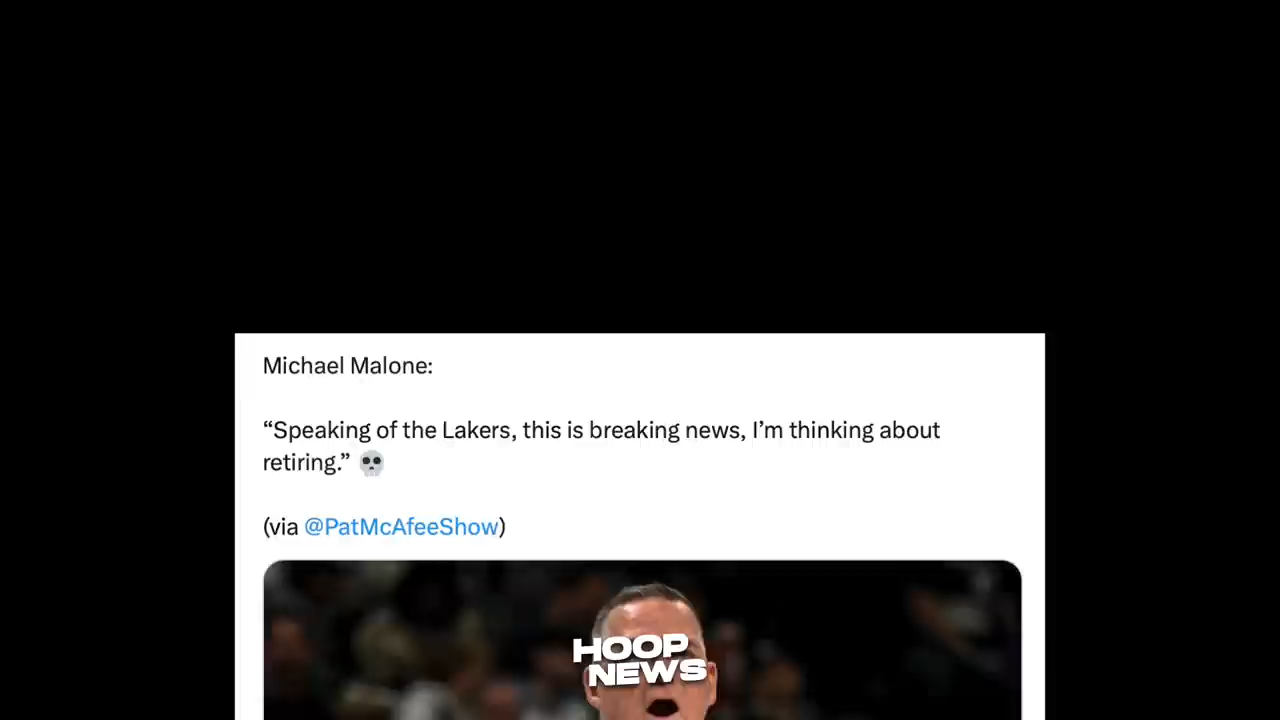 Michael Malone:
“Speaking of the Lakers, this is breaking news, I’m thinking about
retiring.” 💀
(via @PatMcAfeeShow)
HOOP
NEWS